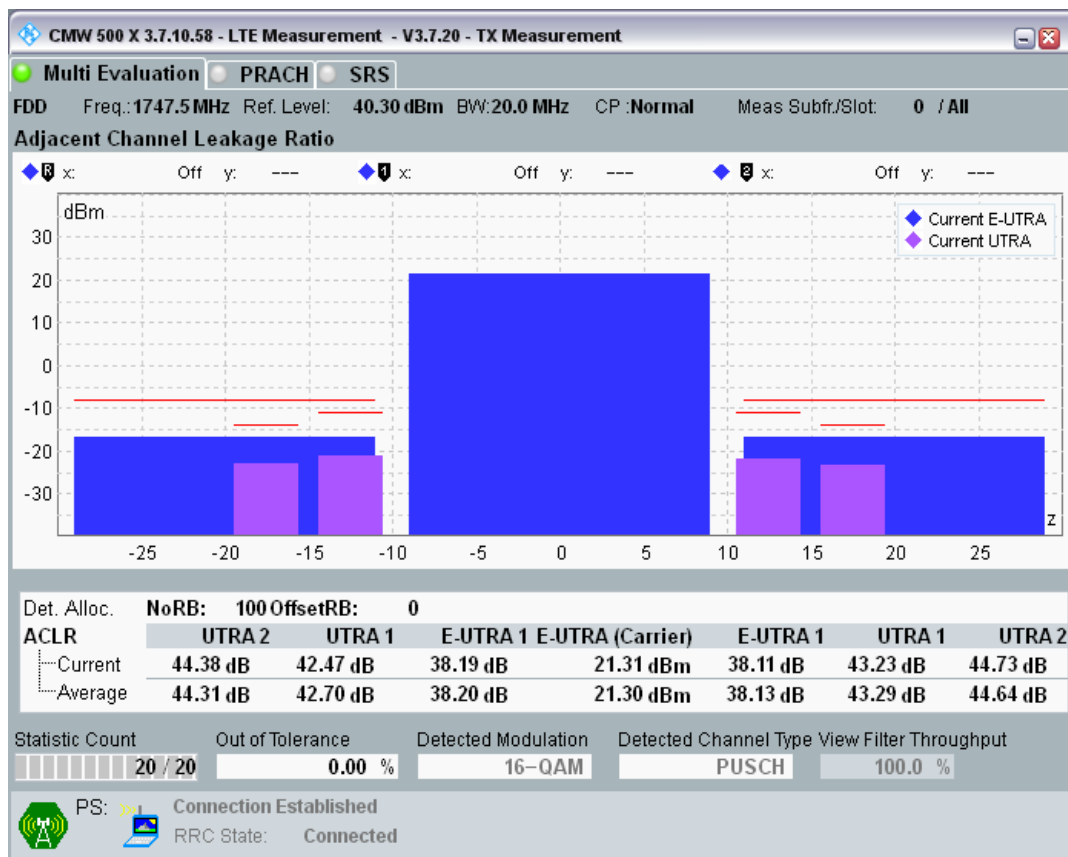 CMW 500 X 3.7.10.58 - LTE Measurement - V3.7.20 - TX Measurement
Multi Evaluation PRACH SRS
FDD Freq.:1747.5 MHz Ref. Level: 40.30 dBm BW:20.0 MHz CP :Normal Meas Subfr./Slot: 0 / All
Adjacent Channel Leakage Ratio
R x: Off y: --- 1 x: Off y: --- 2 x: Off y: ---
dBm
Current E-UTRA
Current UTRA
30
20
10
0
-10
-20
-30
z
-25 -20 -15 -10 -5 0 5 10 15 20 25
Det. Alloc. NoRB: 100 OffsetRB: 0
ACLR UTRA 2 UTRA 1 E-UTRA 1 E-UTRA (Carrier) E-UTRA 1 UTRA 1 UTRA 2
Current 44.38 dB 42.47 dB 38.19 dB 21.31 dBm 38.11 dB 43.23 dB 44.73 dB
Average 44.31 dB 42.70 dB 38.20 dB 21.30 dBm 38.13 dB 43.29 dB 44.64 dB
Statistic Count Out of Tolerance Detected Modulation Detected Channel Type View Filter Throughput
20 / 20 0.00 % 16-QAM PUSCH 100.0 %
PS: Connection Established
RRC State: Connected